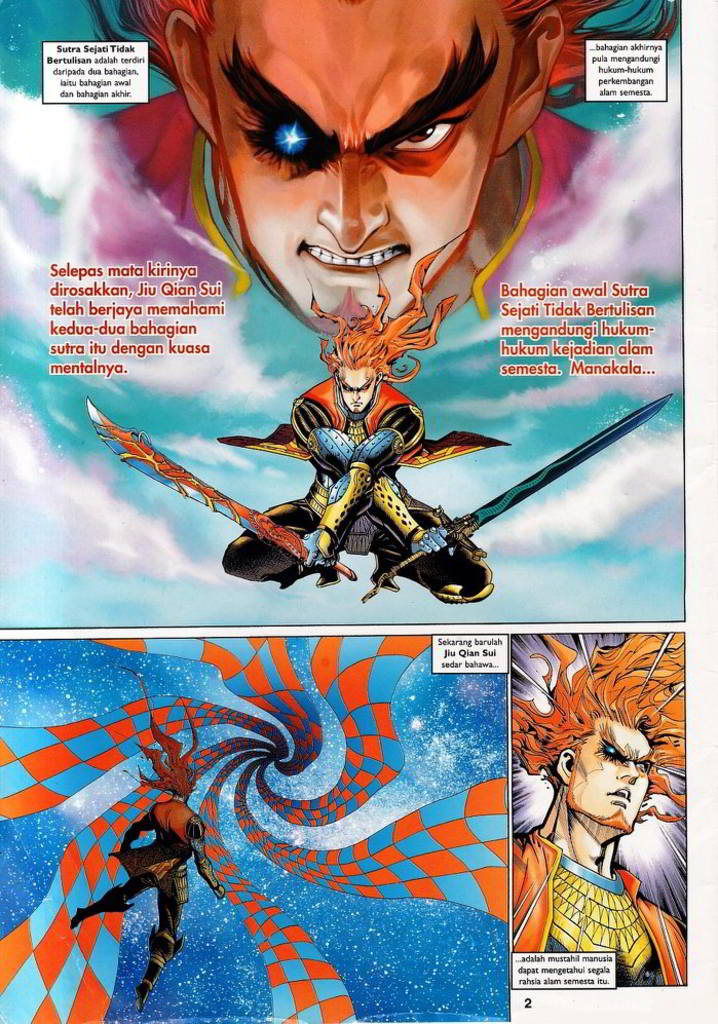 Sutra Sejati Tidak
Bertulisan adalah terdiri
daripada dua bahagian,
iaitu bahagian awal
dan bahagian akhir.
...bahagian akhirnya
pula mengandungi
hukum-hukum
perkembangan
alam semesta.
Selepas mata kirinya
dirosakkan, Jiu Qian Sui
telah berjaya memahami
kedua-dua bahagian
sutra itu dengan kuasa
mentalnya.
Bahagian awal Sutra
Sejati Tidak Bertulisan
mengandungi hukum-
hukum kejadian alam
semesta. Manakala...
Sekarang barulah
Jiu Qian Sui
sedar bahawa...
...adalah mustahil manusia
dapat mengetahui segala
rahsia alam semesta itu.
2